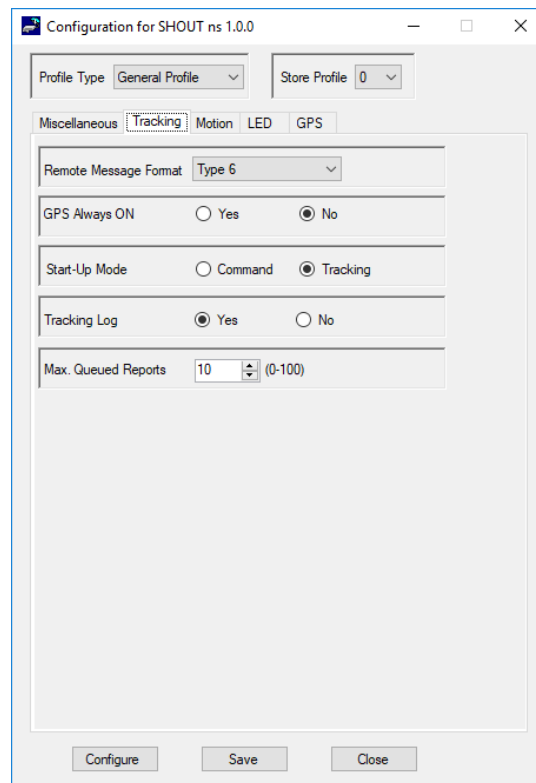 Configuration for SHOUT ns 1.0.0
Profile Type General Profile Store Profile 0
Miscellaneous Tracking Motion LED GPS
Remote Message Format Type 6
GPS Always ON Yes No
Start-Up Mode Command Tracking
Tracking Log Yes No
Max. Queued Reports 10 (0-100)
Configure Save Close